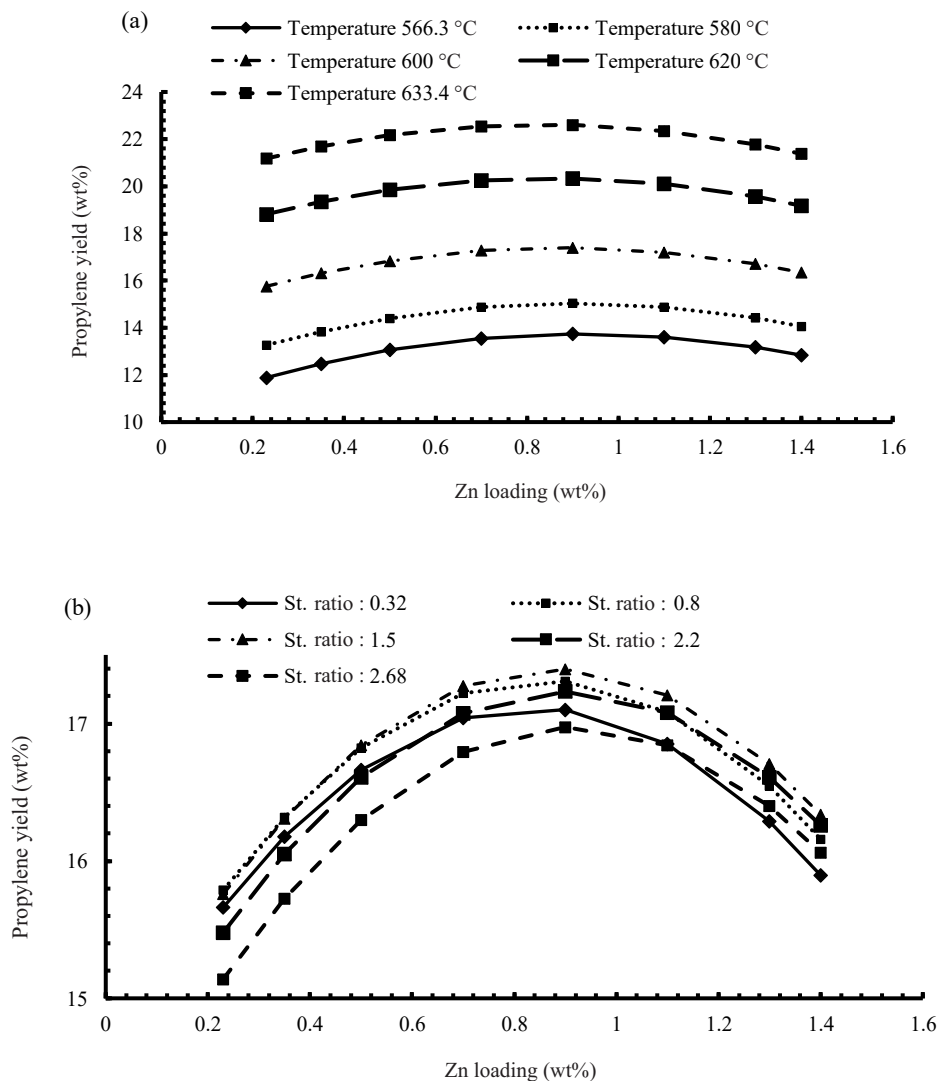 (a)
Temperature 566.3 °C
580 °C
Temperature 600 °C
Temperature 620 °C
Temperature 633.4 °C
24
22
20
18
16
14
12
10
Propylene yield (wt%)
0 0.2 0.4 0.6 0.8 1 1.2 1.4 1.6
Zn loading (wt%)
(b)
St. ratio : 0.32
St. ratio : 0.8
St. ratio : 1.5
St. ratio : 2.2
St. ratio : 2.68
17
16
15
Propylene yield (wt%)
0 0.2 0.4 0.6 0.8 1 1.2 1.4 1.6
Zn loading (wt%)